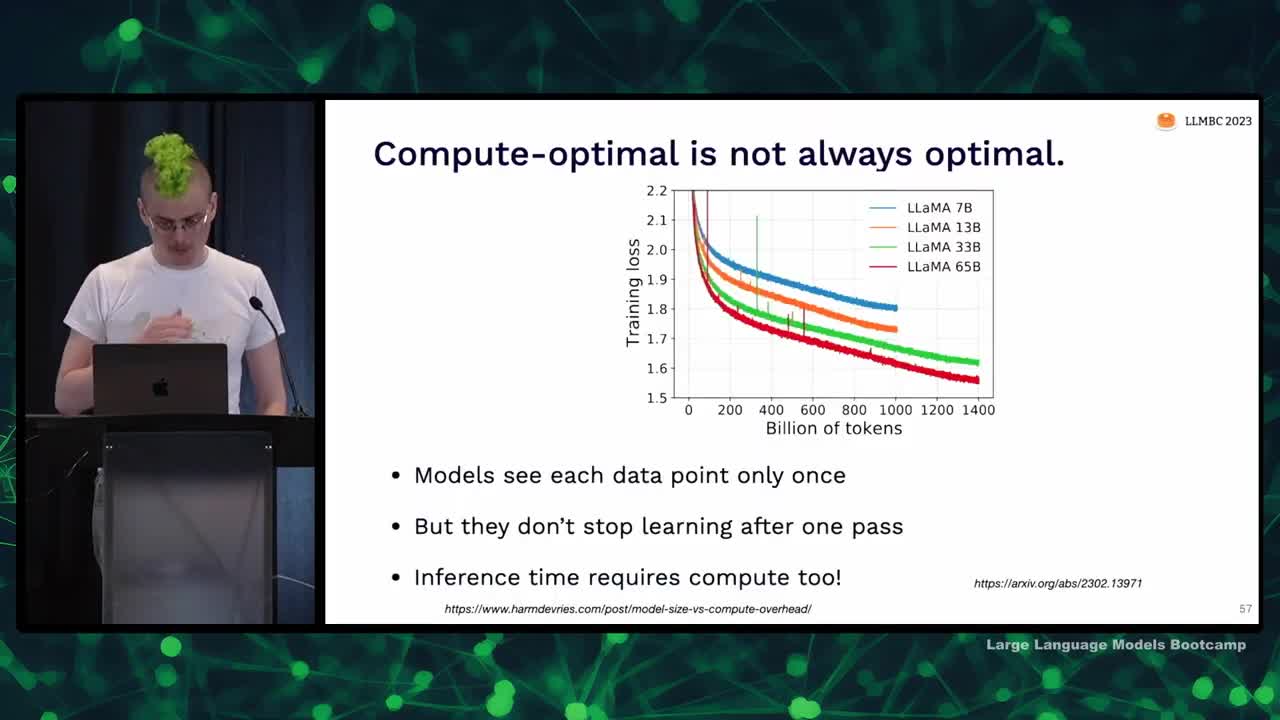 LLMBC 2023
Compute-optimal is not always optimal.
2.2
2.1
2.0
1.9
1.8
1.7
1.6
1.5
Training loss
LLaMA 7B
LLaMA 13B
LLaMA 33B
LLaMA 65B
0 200 400 600 800 1000 1200 1400
Billion of tokens
• Models see each data point only once
• But they don’t stop learning after one pass
• Inference time requires compute too!
https://arxiv.org/abs/2302.13971
https://www.harmdevries.com/post/model-size-vs-compute-overhead/
57
Large Language Models Bootcamp